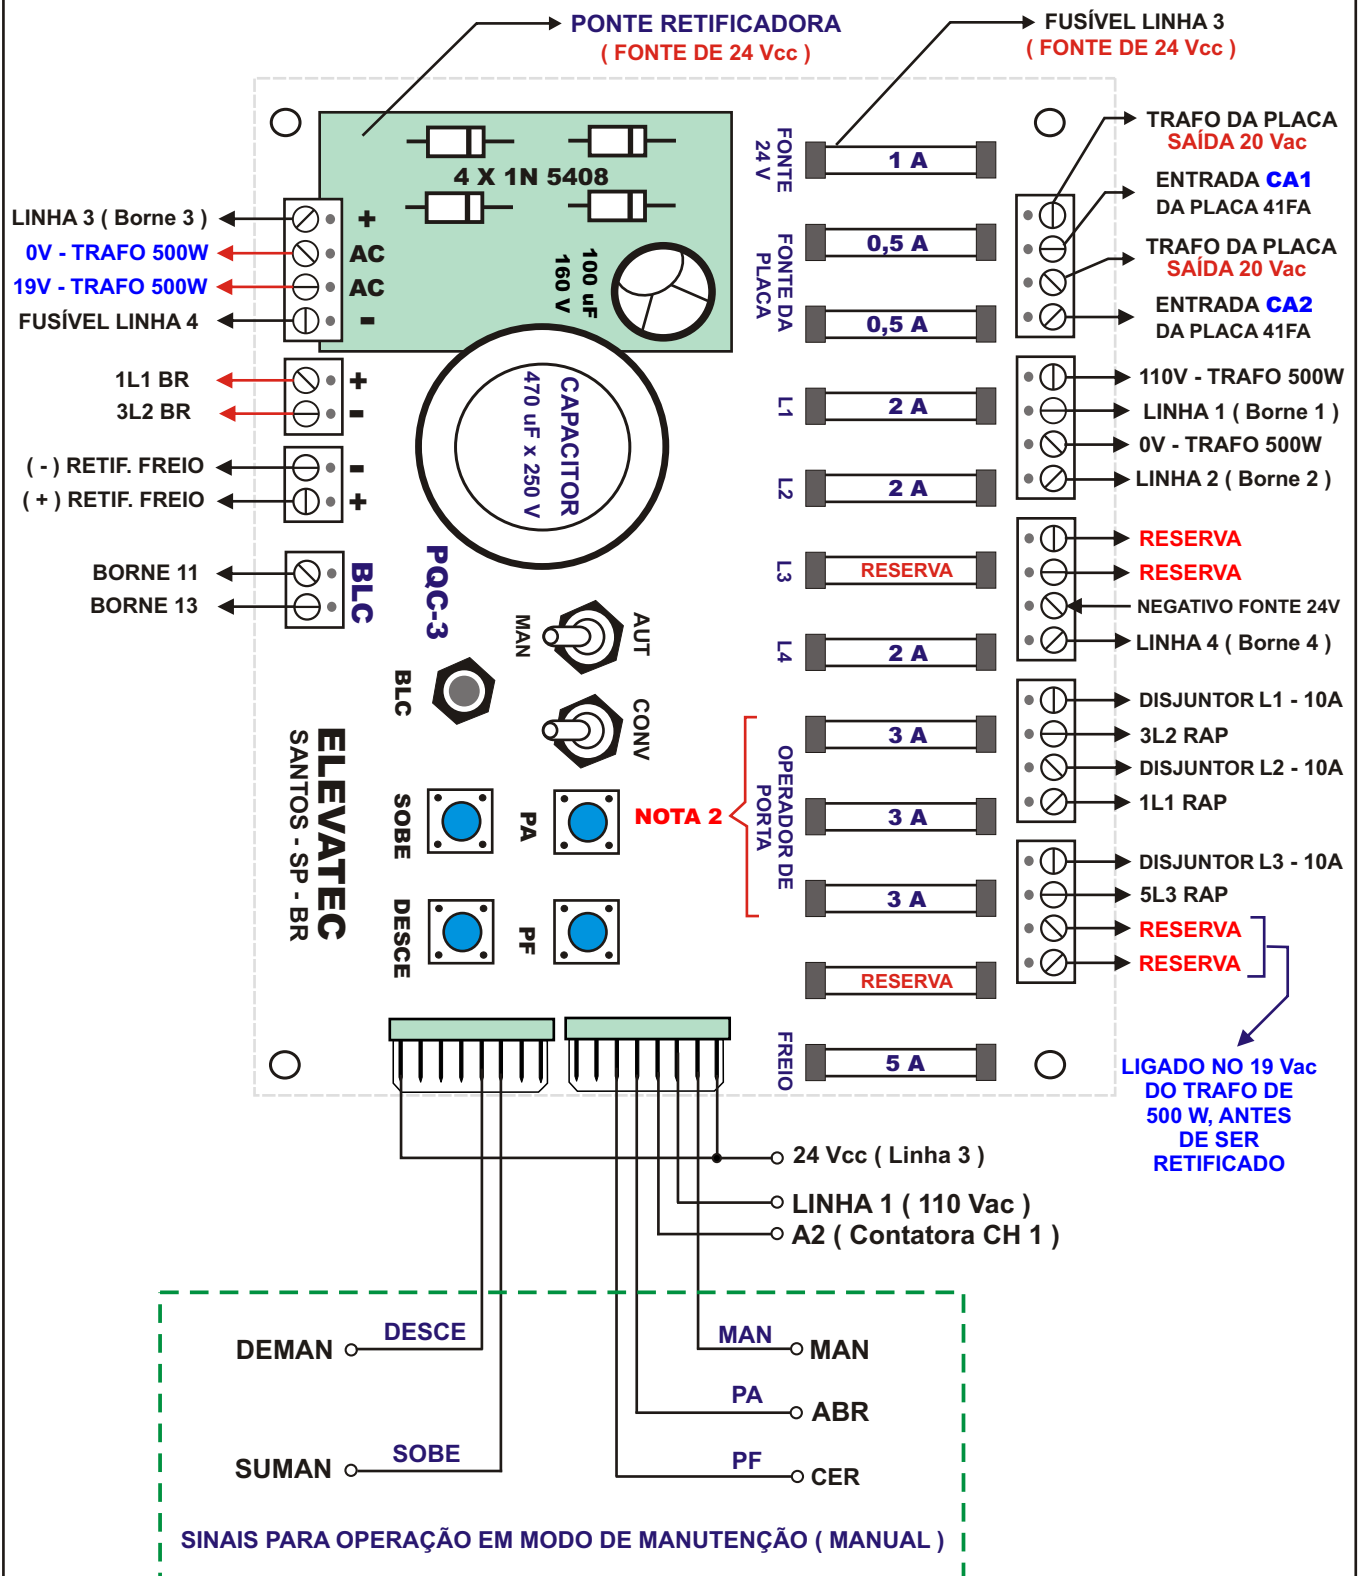 PONTE RETIFICADORA
( FONTE DE 24 Vcc )
FUSÍVEL LINHA 3
( FONTE DE 24 Vcc )
4 X 1N 5408
100 uF
160 V
LINHA 3 ( Borne 3 )
+
0V - TRAFO 500W
AC
19V - TRAFO 500W
AC
FUSÍVEL LINHA 4
-
1L1 BR
+
3L2 BR
-
( - ) RETIF. FREIO
-
( + ) RETIF. FREIO
+
BORNE 11
BORNE 13
BLC
CAPACITOR
470 uF x 250 V
PQC-3
MAN
AUT
BLC
CONV
ELEVATEC
SANTOS - SP - BR
SOBE
PA
DESCE
PF
FONTE
24 V
1 A
FONTE DA
PLACA
0,5 A
0,5 A
L1
2 A
L2
2 A
L3
RESERVA
L4
2 A
NOTA 2
OPERADOR DE
PORTA
3 A
3 A
3 A
RESERVA
FREIO
5 A
TRAFO DA PLACA
SAÍDA 20 Vac
ENTRADA CA1
DA PLACA 41FA
TRAFO DA PLACA
SAÍDA 20 Vac
ENTRADA CA2
DA PLACA 41FA
110V - TRAFO 500W
LINHA 1 ( Borne 1 )
0V - TRAFO 500W
LINHA 2 ( Borne 2 )
RESERVA
RESERVA
NEGATIVO FONTE 24V
LINHA 4 ( Borne 4 )
DISJUNTOR L1 - 10A
3L2 RAP
DISJUNTOR L2 - 10A
1L1 RAP
DISJUNTOR L3 - 10A
5L3 RAP
RESERVA
RESERVA
LIGADO NO 19 Vac
DO TRAFO DE
500 W, ANTES
DE SER
RETIFICADO
24 Vcc ( Linha 3 )
LINHA 1 ( 110 Vac )
A2 ( Contatora CH 1 )
DEMAN
DESCE
MAN
MAN
PA
ABR
SUMAN
SOBE
PF
CER
SINAIS PARA OPERAÇÃO EM MODO DE MANUTENÇÃO ( MANUAL )